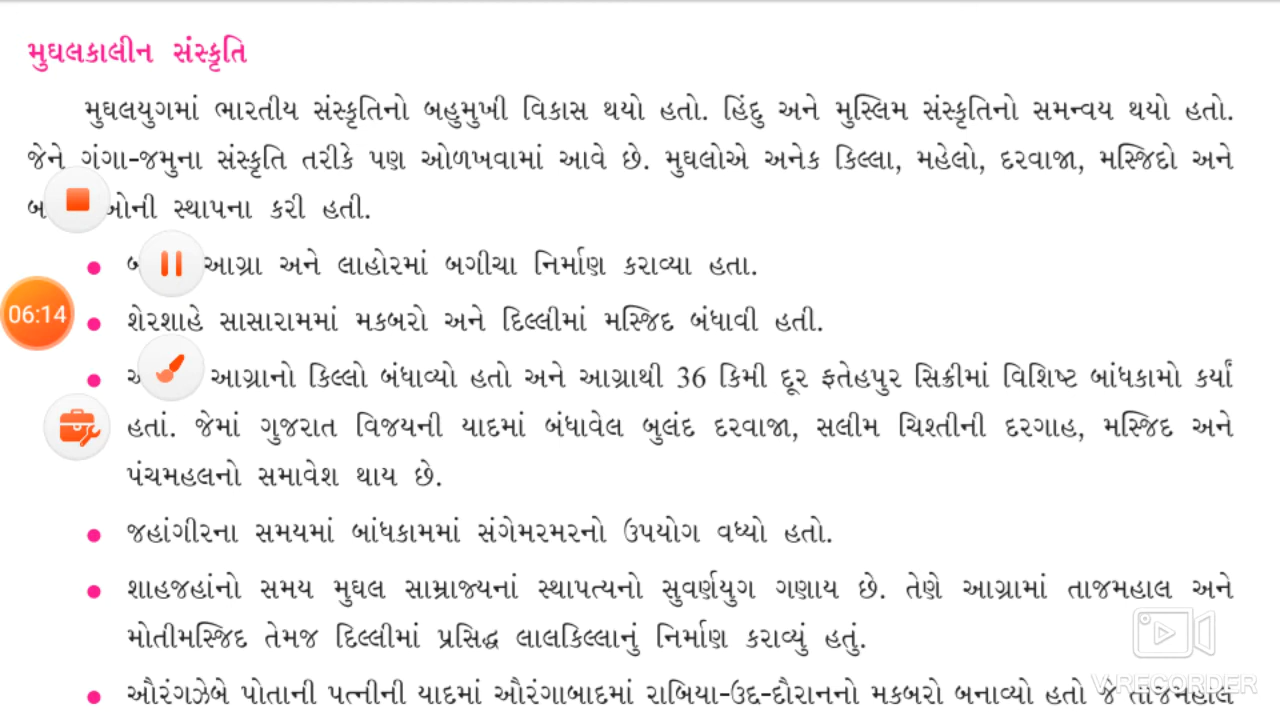 મુઘલકાલીન સંસ્કૃતિ
મુઘલયુગમાં ભારતીય સંસ્કૃતિનો બહુમુખી વિકાસ થયો હતો. હિંદુ અને મુસ્લિમ સંસ્કૃતિનો સમન્વય થયો હતો.
જેને ગંગા-જમુના સંસ્કૃતિ તરીકે પણ ઓળખવામાં આવે છે. મુઘલોએ અનેક કિલ્લા, મહેલો, દરવાજા, મસ્જિદો અને
સ્થાપના કરી હતી.
આગ્રા અને લાહોરમાં બગીચા નિર્માણ કરાવ્યા હતા.
06:14
શેરશાહે સાસારામમાં મકબરો અને દિલ્લીમાં મસ્જિદ બંધાવી હતી.
આગ્રાનો કિલ્લો બંધાવ્યો હતો અને આગ્રાથી 36 કિમી દૂર ફતેહપુર સિક્રીમાં વિશિષ્ટ બાંધકામો કર્યાં
હતાં. જેમાં ગુજરાત વિજયની યાદમાં બંધાવેલ બુલંદ દરવાજા, સલીમ ચિશ્તીની દરગાહ, મસ્જિદ અને
પંચમહલનો સમાવેશ થાય છે.
જહાંગીરના સમયમાં બાંધકામમાં સંગેમરમરનો ઉપયોગ વધ્યો હતો.
શાહજહાંનો સમય મુઘલ સામ્રાજ્યનાં સ્થાપત્યનો સુવર્ણયુગ ગણાય છે. તેણે આગ્રામાં તાજમહાલ અને
મોતીમસ્જિદ તેમજ દિલ્લીમાં પ્રસિદ્ધ લાલકિલ્લાનું નિર્માણ કરાવ્યું હતું.
ઔરંગઝેબે પોતાની પત્નીની યાદમાં ઔરંગાબાદમાં રાબિયા-ઉદ્-દૌરાનનો મકબરો બનાવ્યો હતો જે તાજમહાલ
V.RECORDER